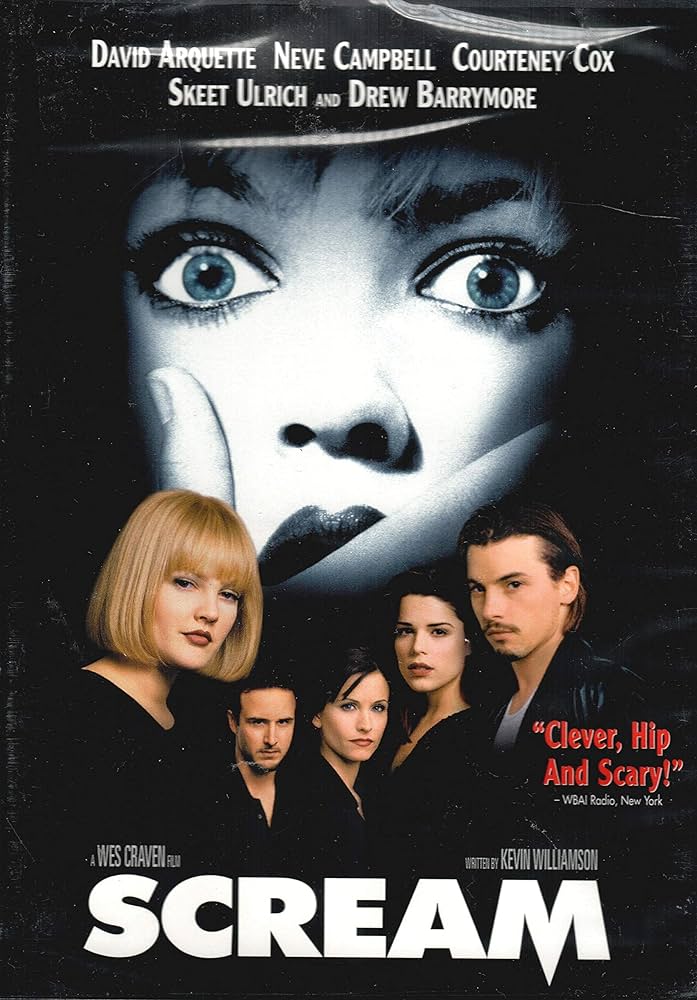 DAVID ARQUETTE NEVE CAMPBELL COURTENEY COX
SKEET ULRICH AND DREW BARRYMORE
"Clever, Hip
And Scary!"
– WBAI Radio, New York
A WES CRAVEN FILM
WRITTEN BY KEVIN WILLIAMSON
SCREAM